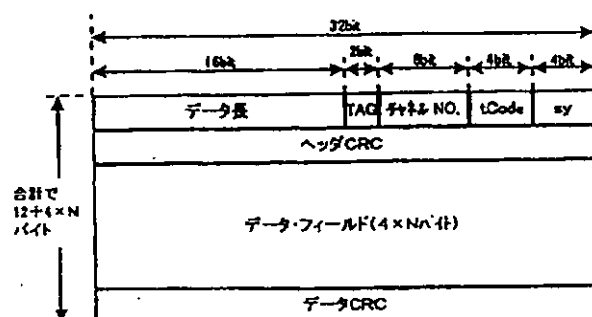 32bit
16bit 2bit 6bit 4bit 4bit
データ長 TAG チャネル NO. tCode sy
ヘッダCRC
合計で
12+4×N
バイト
データ・フィールド(4×Nバイト)
データCRC